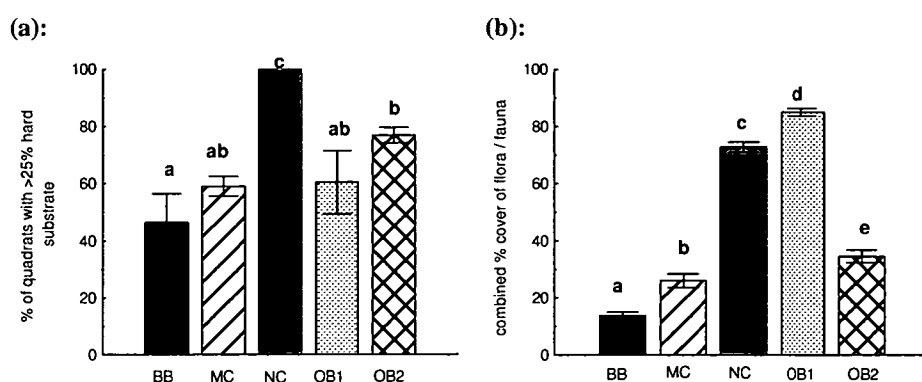 (a):
% of quadrats with >25% hard
substrate
100
80
60
40
20
0
a
ab
c
ab
b
BB MC NC OB1 OB2
(b):
combined % cover of flora / fauna
100
80
60
40
20
0
a
b
c
d
e
BB MC NC 0B1 OB2